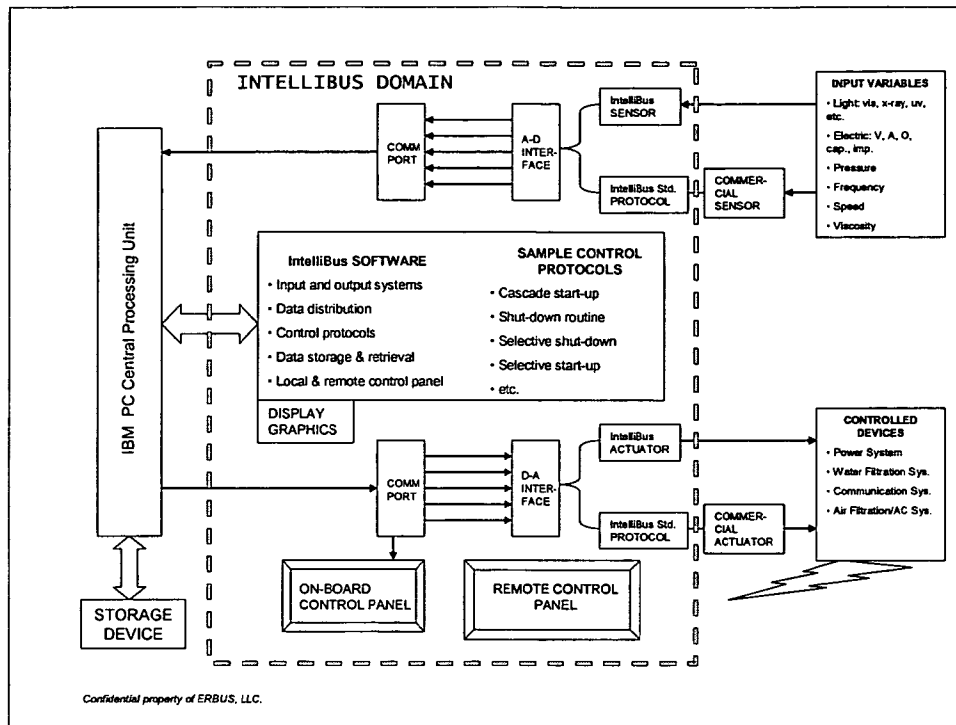 INTELLIBUS DOMAIN
IBM PC Central Processing Unit
STORAGE
DEVICE
COMM
PORT
A-D
INTER-
FACE
IntelliBus
SENSOR
IntelliBus Std.
PROTOCOL
COMMER-
CIAL
SENSOR
INPUT VARIABLES
• Light: vis, x-ray, uv,
etc.
• Electric: V, A, O,
cap., imp.
• Pressure
• Frequency
• Speed
• Viscosity
IntelliBus SOFTWARE
• Input and output systems
• Data distribution
• Control protocols
• Data storage & retrieval
• Local & remote control panel
SAMPLE CONTROL
PROTOCOLS
• Cascade start-up
• Shut-down routine
• Selective shut-down
• Selective start-up
• etc.
DISPLAY
GRAPHICS
COMM
PORT
D-A
INTER-
FACE
IntelliBus
ACTUATOR
IntelliBus Std.
PROTOCOL
COMMER-
CIAL
ACTUATOR
CONTROLLED
DEVICES
• Power System
• Water Filtration Sys.
• Communication Sys.
• Air Filtration/AC Sys.
ON-BOARD
CONTROL PANEL
REMOTE CONTROL
PANEL
Confidential property of ERBUS, LLC.